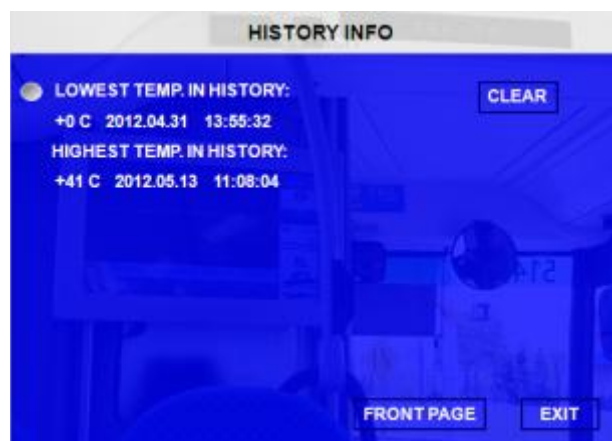 HISTORY INFO
LOWEST TEMP. IN HISTORY:
CLEAR
+0 C 2012.04.31 13:55:32
HIGHEST TEMP. IN HISTORY:
+41 C 2012.05.13 11:08:04
FRONT PAGE
EXIT